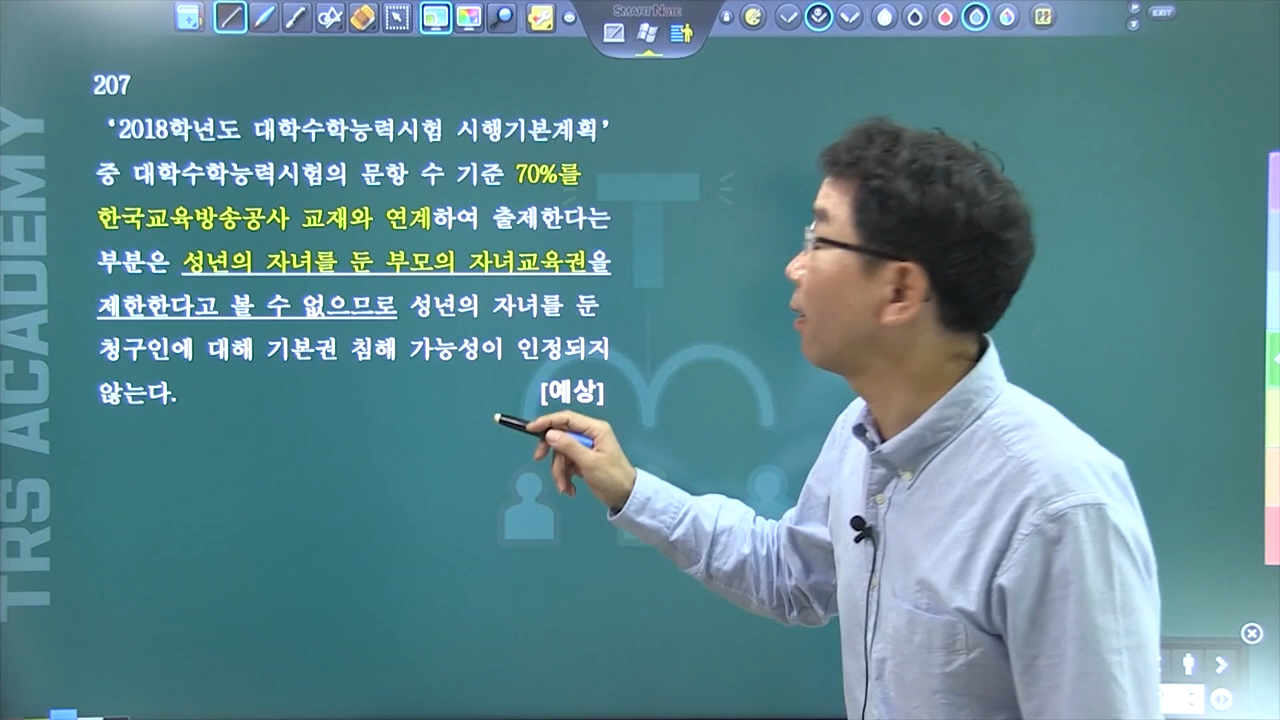 SMART NOTE
EXIT
207
‘2018학년도 대학수학능력시험 시행기본계획’
중 대학수학능력시험의 문항 수 기준 70%를
한국교육방송공사 교재와 연계하여 출제한다는
부분은 성년의 자녀를 둔 부모의 자녀교육권을
제한한다고 볼 수 없으므로 성년의 자녀를 둔
청구인에 대해 기본권 침해 가능성이 인정되지
않는다. [예상]
TRS ACADEMY